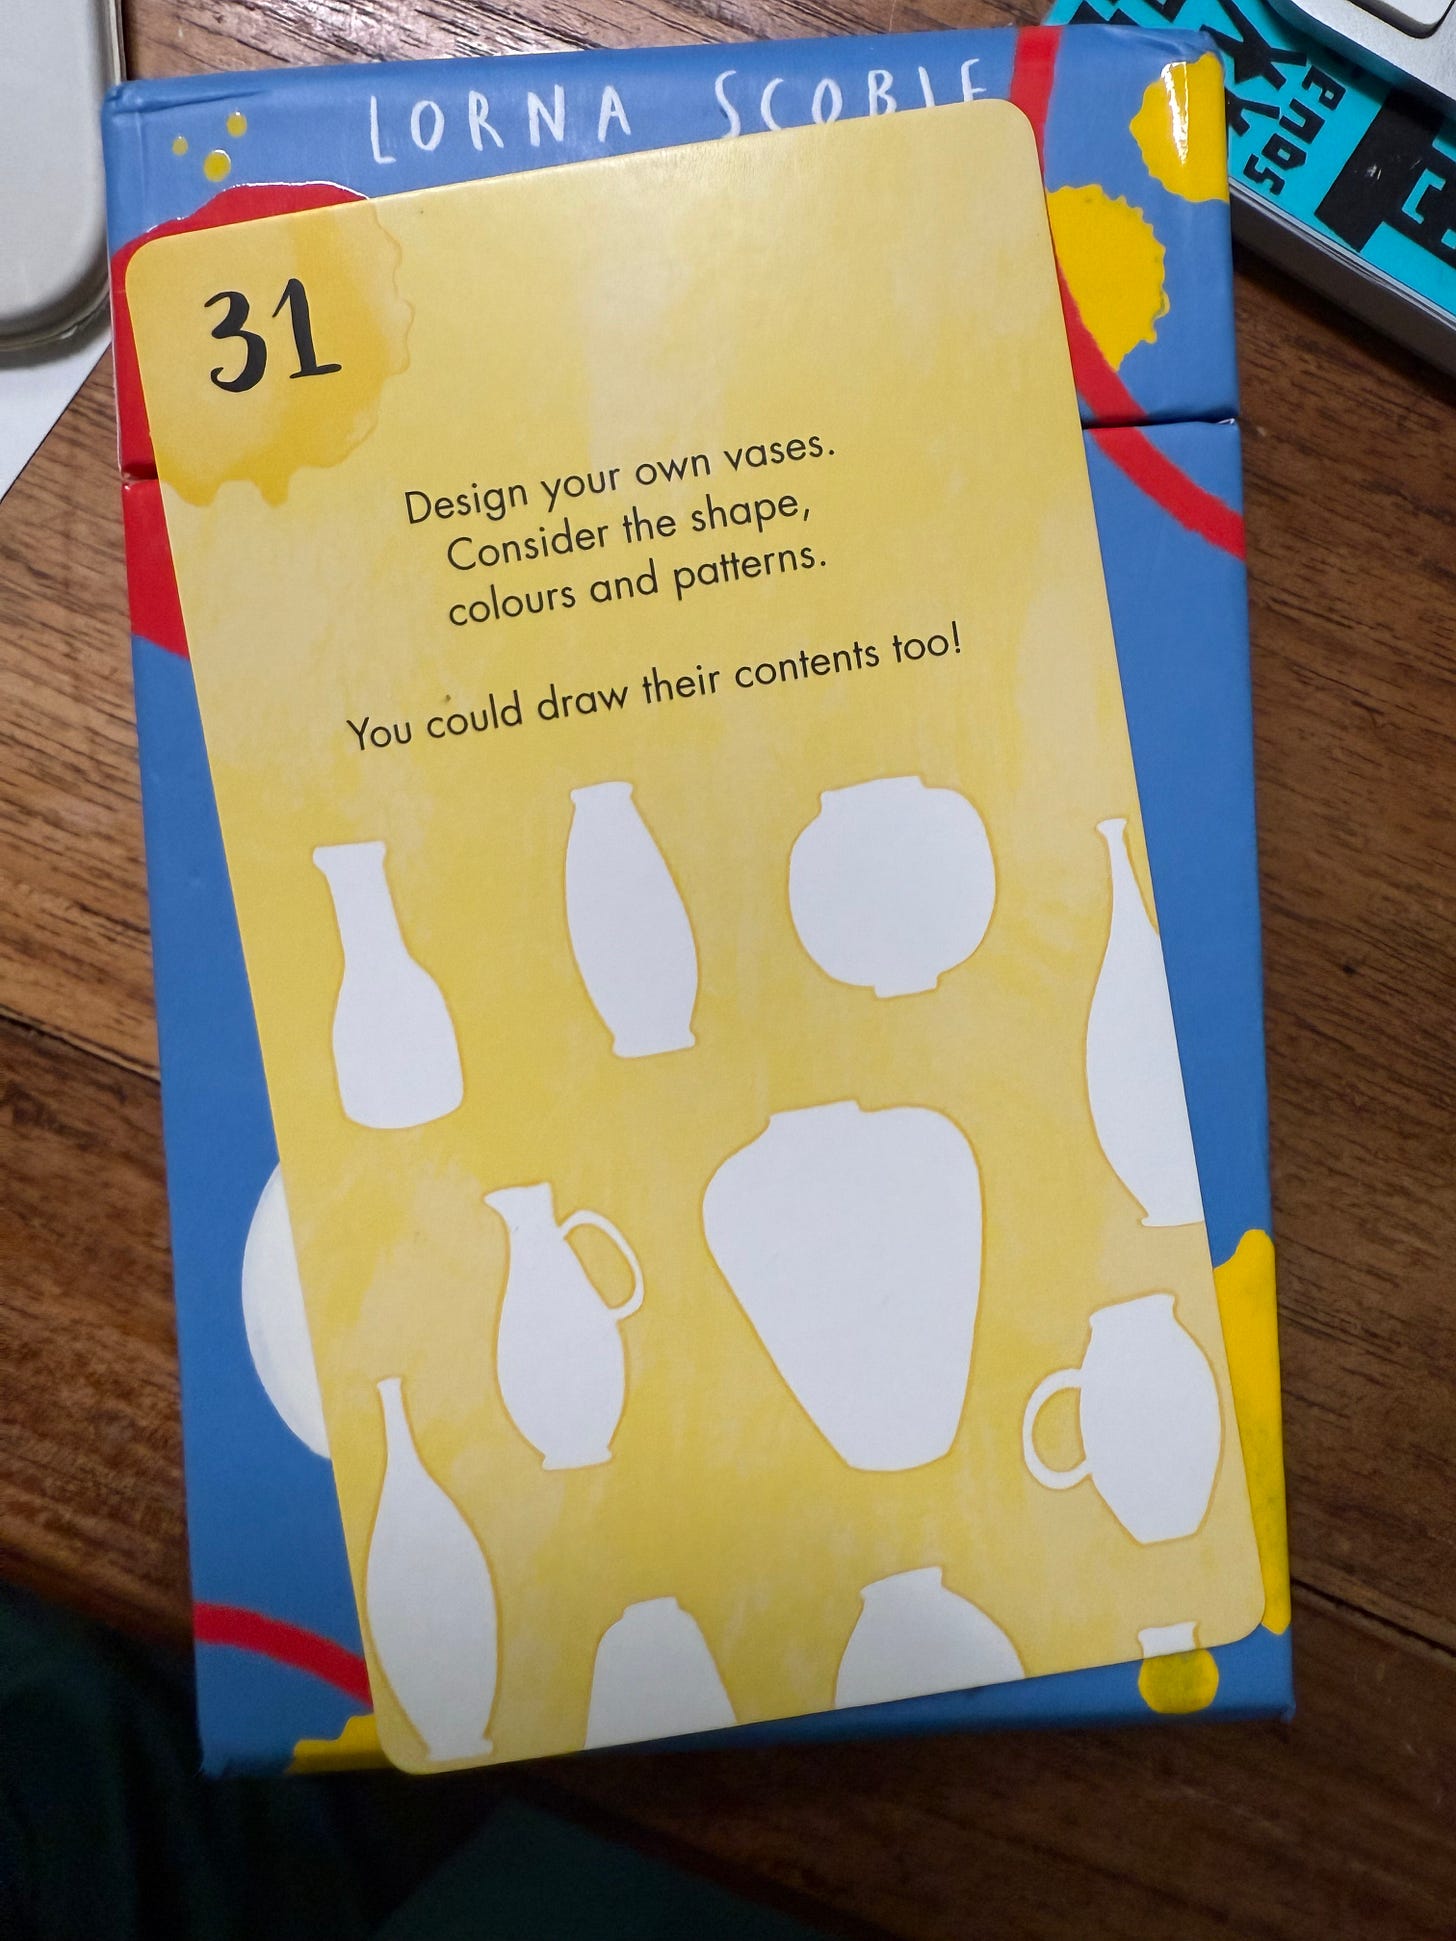 LORNA SCOBIE
31
Design your own vases.
Consider the shape,
colours and patterns.
You could draw their contents too!